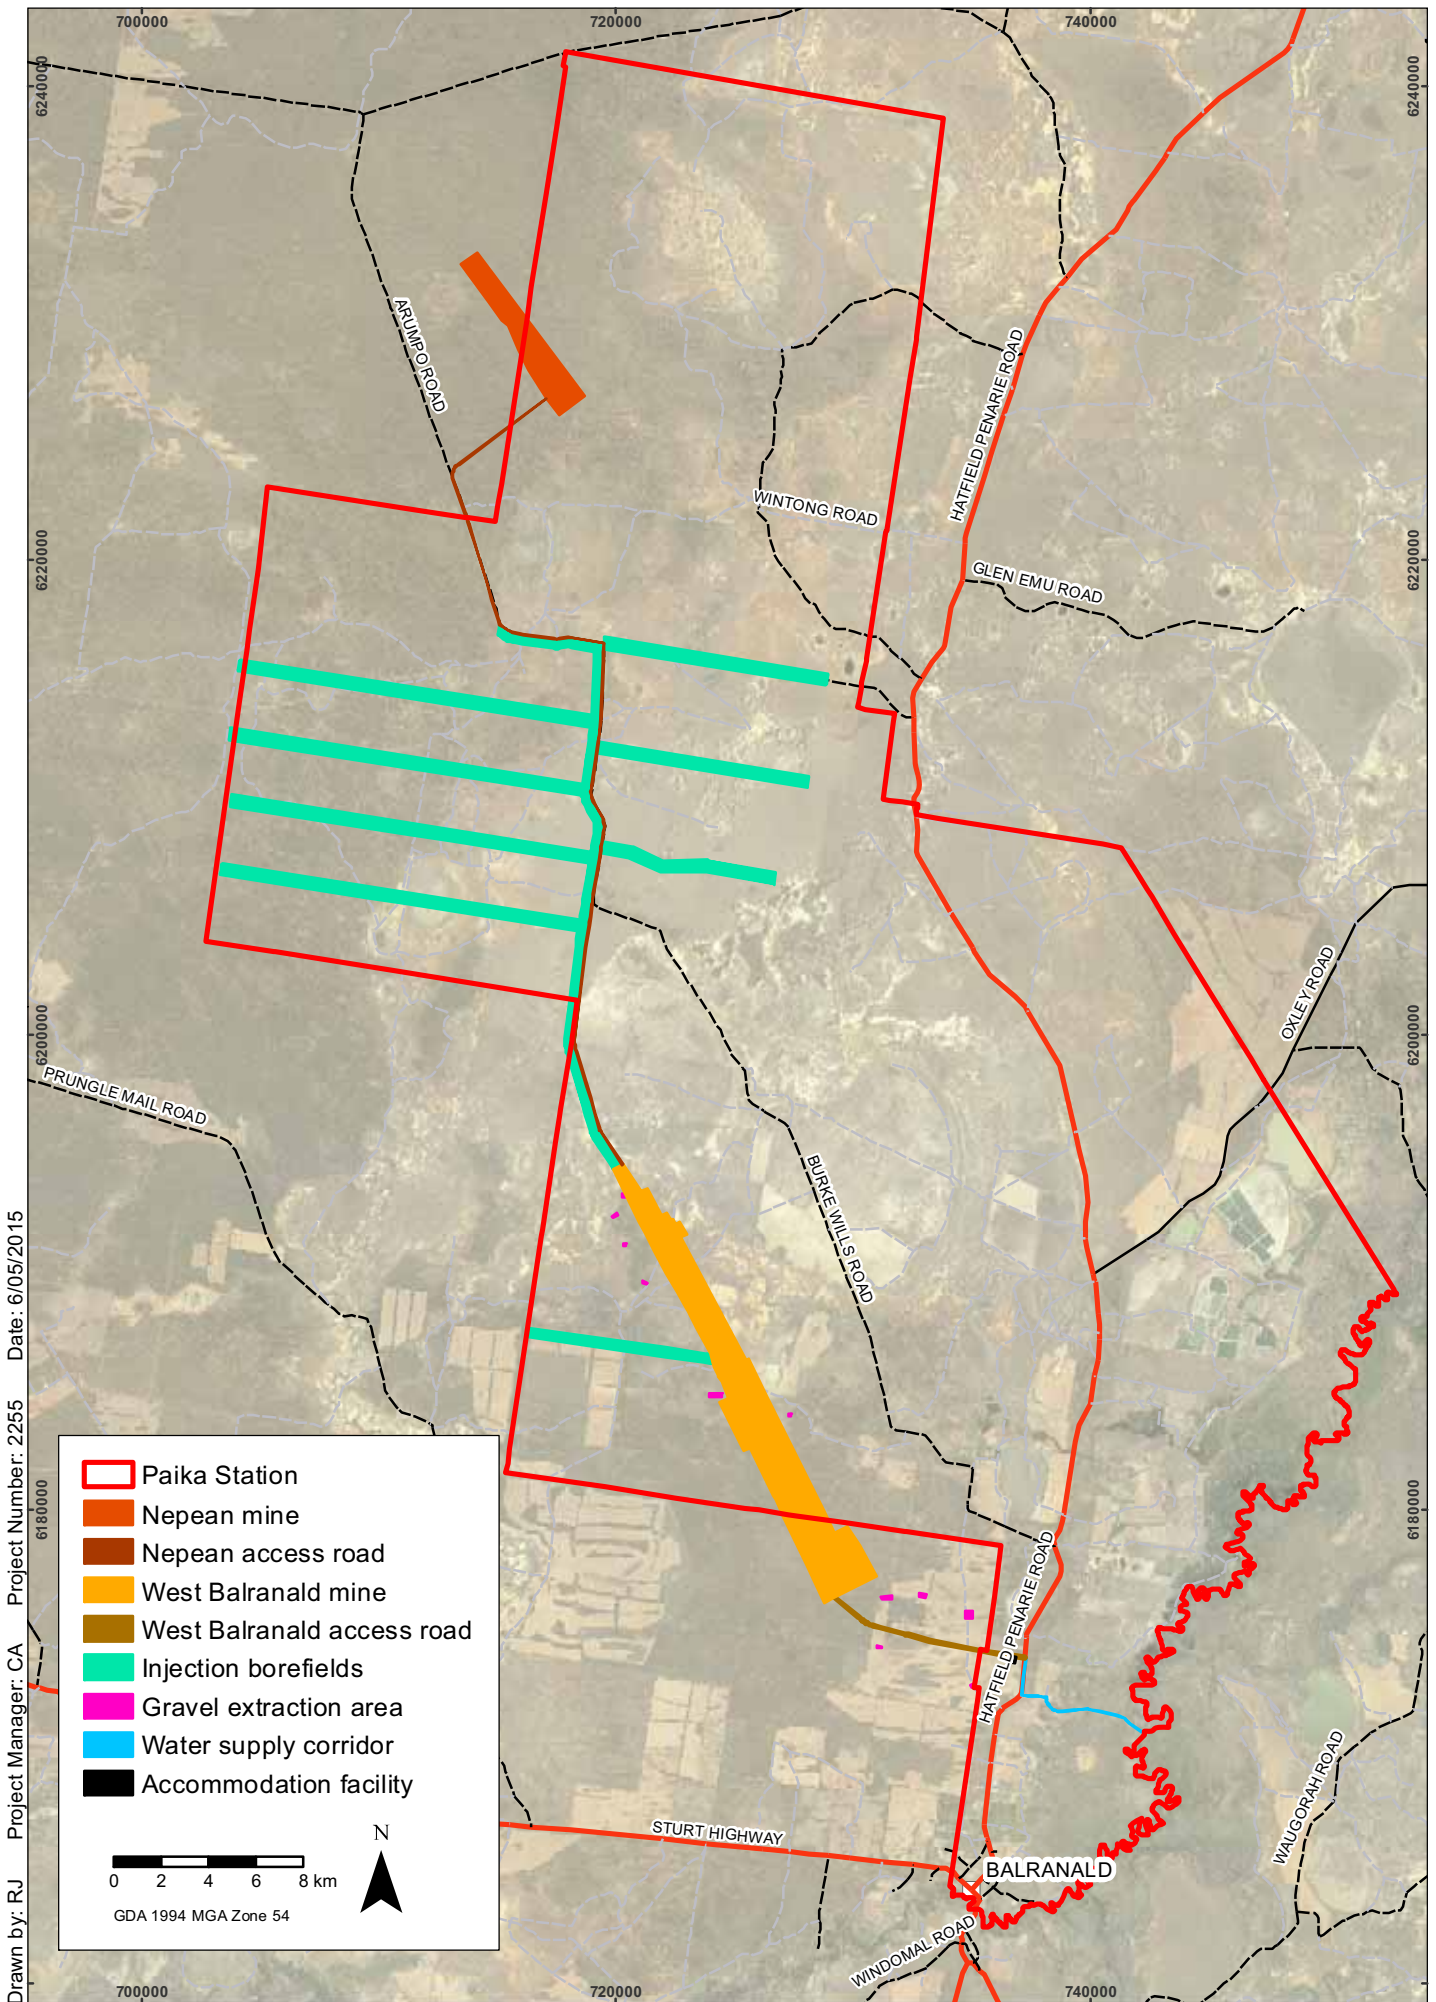 700000
720000
740000
6240000
6240000
ARUMPO ROAD
HATFIELD PENARIE ROAD
WINTONG ROAD
6220000
6220000
GLEN EMU ROAD
OXLEY ROAD
6200000
6200000
PRUNGLE MAIL ROAD
BURKE WILLS ROAD
6180000
6180000
HATFIELD PENARIE ROAD
Paika Station
Nepean mine
Nepean access road
West Balranald mine
West Balranald access road
Injection borefields
Gravel extraction area
Water supply corridor
Accommodation facility
N
0 2 4 6 8 km
GDA 1994 MGA Zone 54
STURT HIGHWAY
WAUGORAH ROAD
BALRANALD
WINDOMAL ROAD
700000
720000
740000
Drawn by: RJ Project Manager: CA Project Number: 2255 Date: 6/05/2015